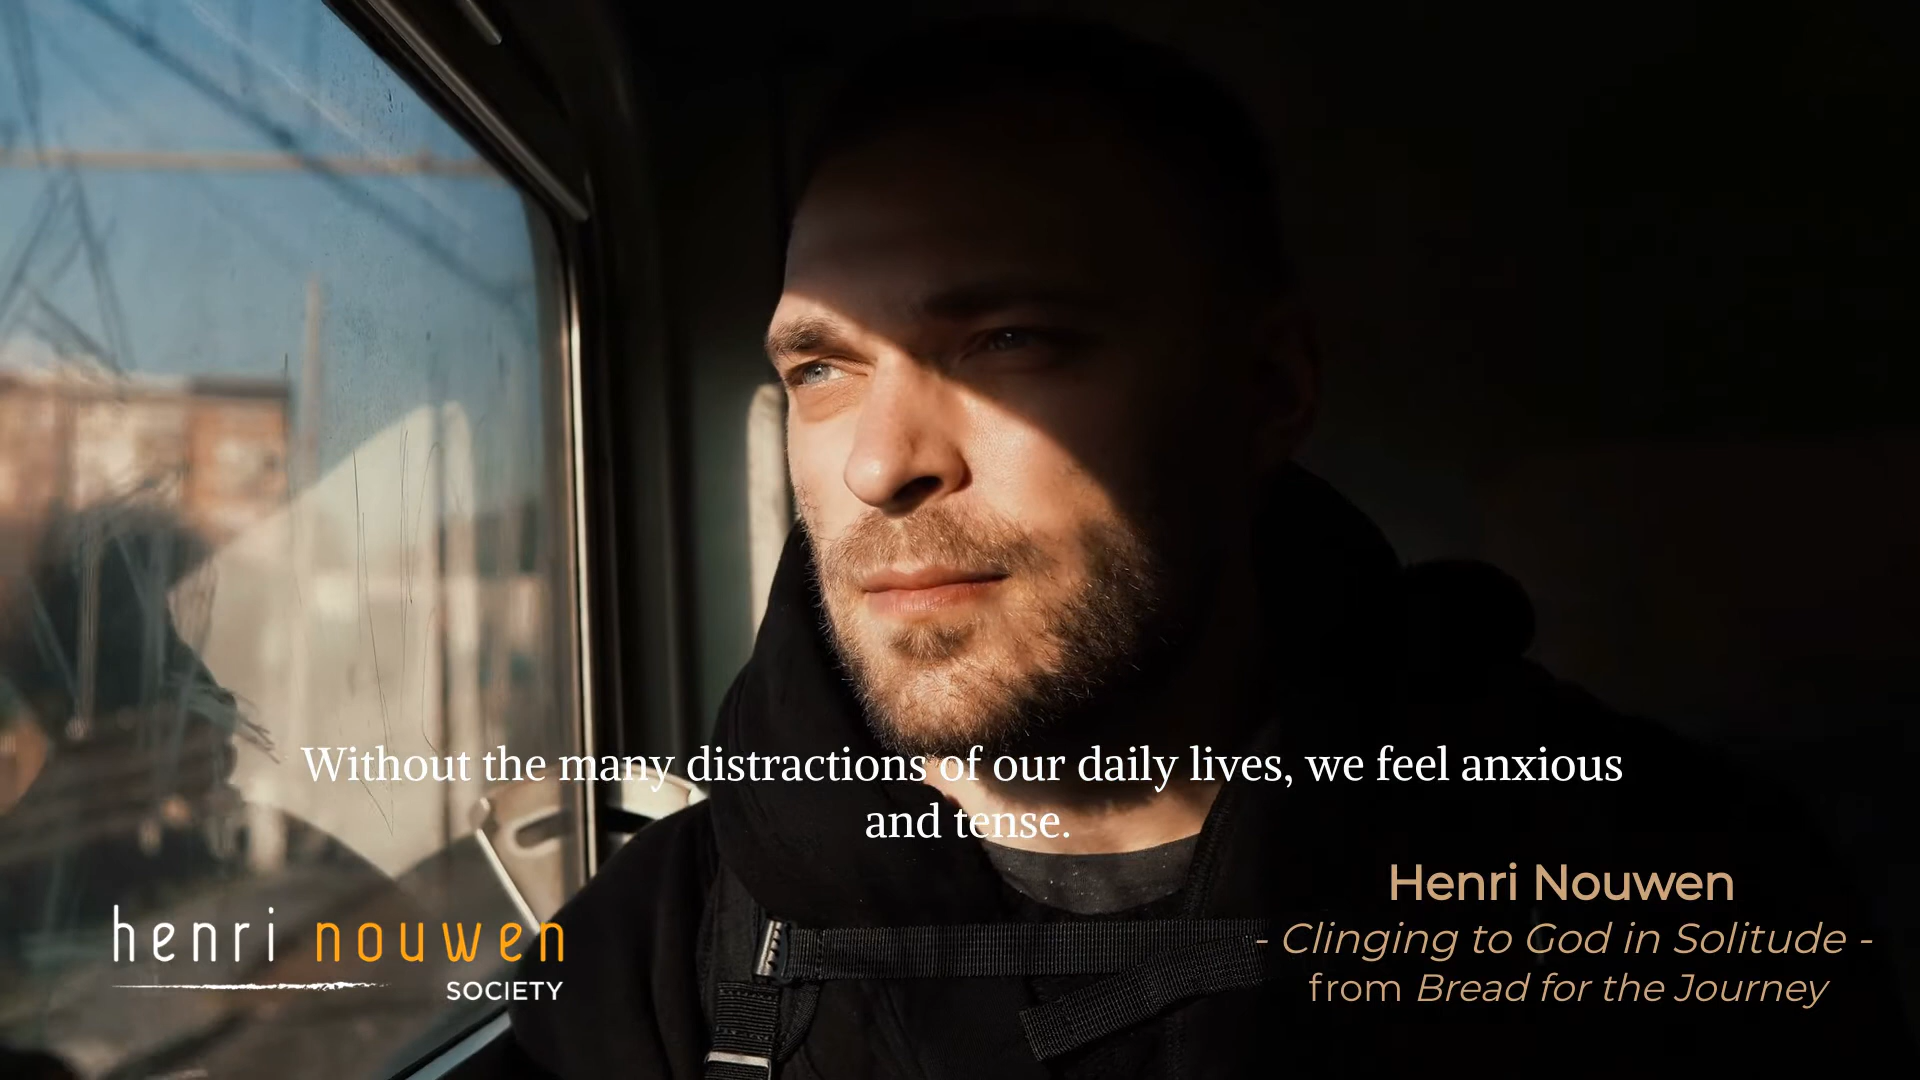 Without the many distractions of our daily lives, we feel anxious
and tense.
Henri Nouwen
- Clinging to God in Solitude -
from Bread for the Journey
henri nouwen
SOCIETY